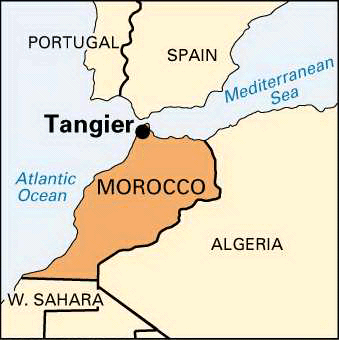 PORTUGAL
SPAIN
Mediterranean
Sea
Tangier
Atlantic
Ocean
MOROCCO
ALGERIA
W. SAHARA